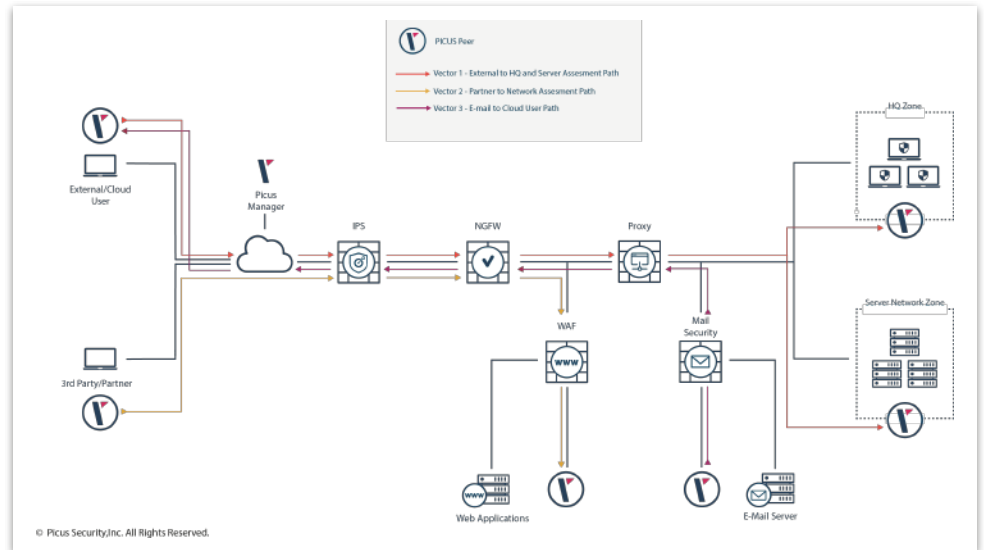 PICUS Peer
Vector 1 - External to HQ and Server Assesment Path
Vector 2 - Partner to Network Assesment Path
Vector 3 - E-mail to Cloud User Path
HQ Zone
External/Cloud
User
Picus
Manager
IPS
NGFW
Proxy
Server Network Zone
WAF
Mail
Security
www
3rd Party/Partner
www
Web Applications
E-Mail Server
© Picus Security,Inc. All Rights Reserved.